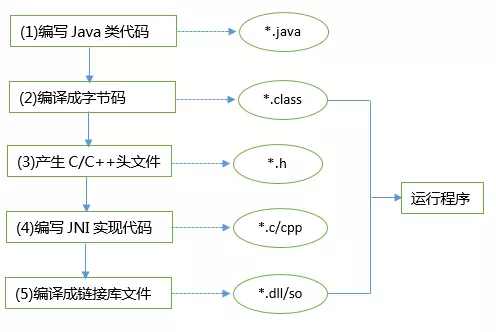 (1)编写 Java 类代码
*.java
(2)编译成字节码
*.class
(3)产生 C/C++头文件
*.h
运行程序
(4)编写 JNI 实现代码
*.c/cpp
(5)编译成链接库文件
*.dll/so